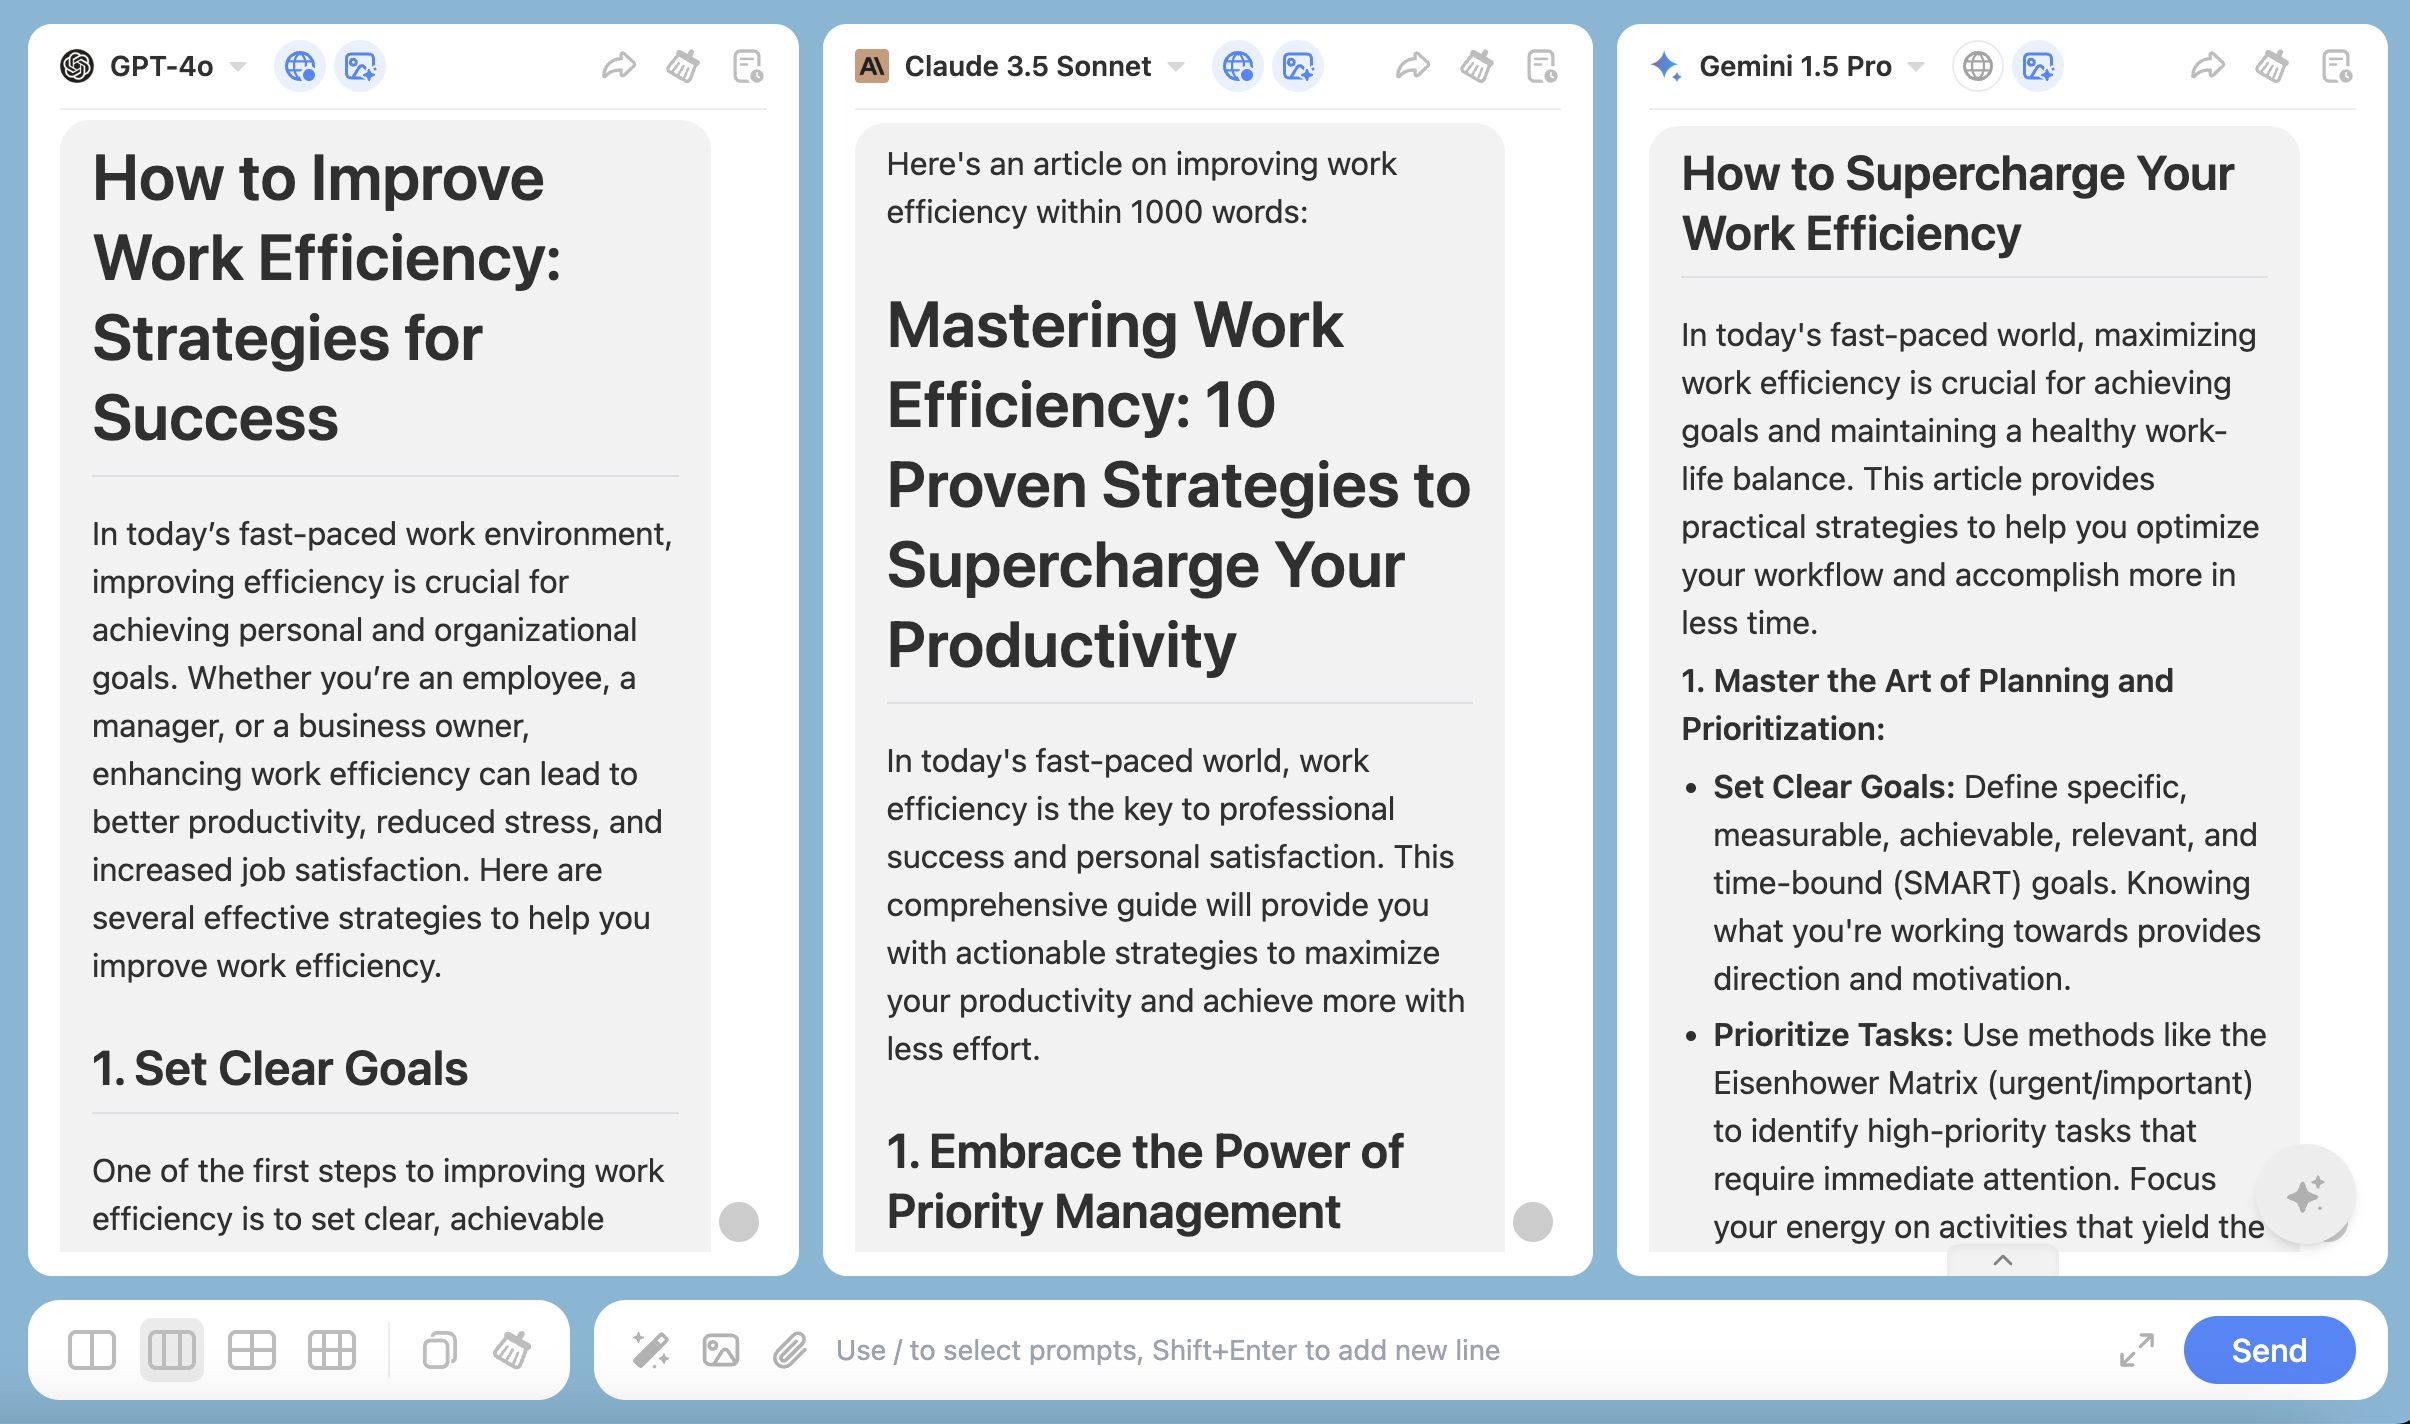 GPT-4o
How to Improve
Work Efficiency:
Strategies for
Success
In today’s fast-paced work environment,
improving efficiency is crucial for
achieving personal and organizational
goals. Whether you’re an employee, a
manager, or a business owner,
enhancing work efficiency can lead to
better productivity, reduced stress, and
increased job satisfaction. Here are
several effective strategies to help you
improve work efficiency.
1. Set Clear Goals
One of the first steps to improving work
efficiency is to set clear, achievable
Claude 3.5 Sonnet
Here's an article on improving work
efficiency within 1000 words:
Mastering Work
Efficiency: 10
Proven Strategies to
Supercharge Your
Productivity
In today's fast-paced world, work
efficiency is the key to professional
success and personal satisfaction. This
comprehensive guide will provide you
with actionable strategies to maximize
your productivity and achieve more with
less effort.
1. Embrace the Power of
Priority Management
Gemini 1.5 Pro
How to Supercharge Your
Work Efficiency
In today's fast-paced world, maximizing
work efficiency is crucial for achieving
goals and maintaining a healthy work-
life balance. This article provides
practical strategies to help you optimize
your workflow and accomplish more in
less time.
1. Master the Art of Planning and
Prioritization:
• Set Clear Goals: Define specific,
measurable, achievable, relevant, and
time-bound (SMART) goals. Knowing
what you're working towards provides
direction and motivation.
• Prioritize Tasks: Use methods like the
Eisenhower Matrix (urgent/important)
to identify high-priority tasks that
require immediate attention. Focus
your energy on activities that yield the
Use / to select prompts, Shift+Enter to add new line
Send